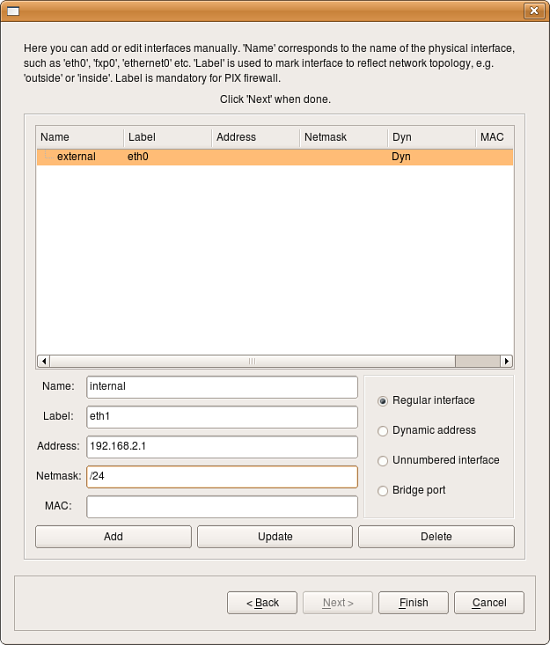 Here you can add or edit interfaces manually. 'Name' corresponds to the name of the physical interface,
such as 'eth0', 'fxp0', 'ethernet0' etc. 'Label' is used to mark interface to reflect network topology, e.g.
'outside' or 'inside'. Label is mandatory for PIX firewall.
Click 'Next' when done.
Name Label Address Netmask Dyn MAC
external eth0 Dyn
Name: internal
Label: eth1
Address: 192.168.2.1
Netmask: /24
MAC:
Regular interface
Dynamic address
Unnumbered interface
Bridge port
Add Update Delete
< Back Next > Finish Cancel